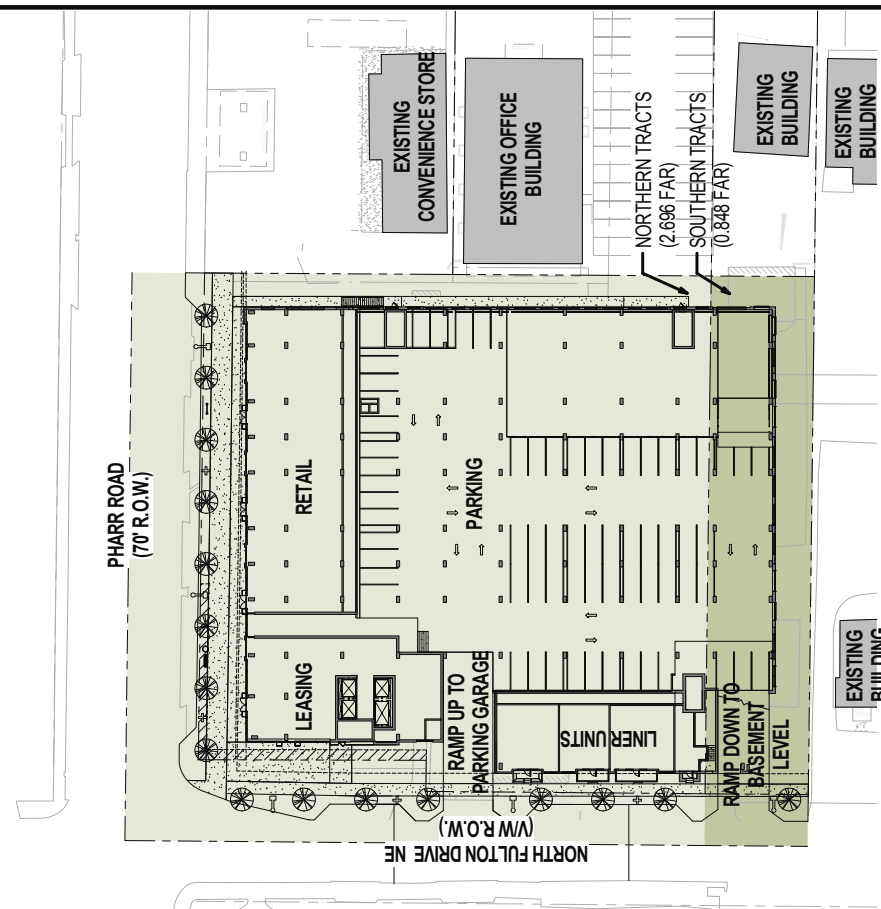 EXISTING
CONVENIENCE STORE
EXISTING OFFICE
BUILDING
NORTHERN TRACTS
(2.696 FAR)
SOUTHERN TRACTS
(0.848 FAR)
EXISTING
BUILDING
EXISTING
BUILDING
PHARR ROAD
(70' R.O.W.)
RETAIL
PARKING
LEASING
RAMP UP TO
PARKING GARAGE
LINER UNITS
RAMP DOWN TO
BASEMENT
LEVEL
EXISTING
BUILDING
NORTH FULTON DRIVE NE
(V/W R.O.W.)